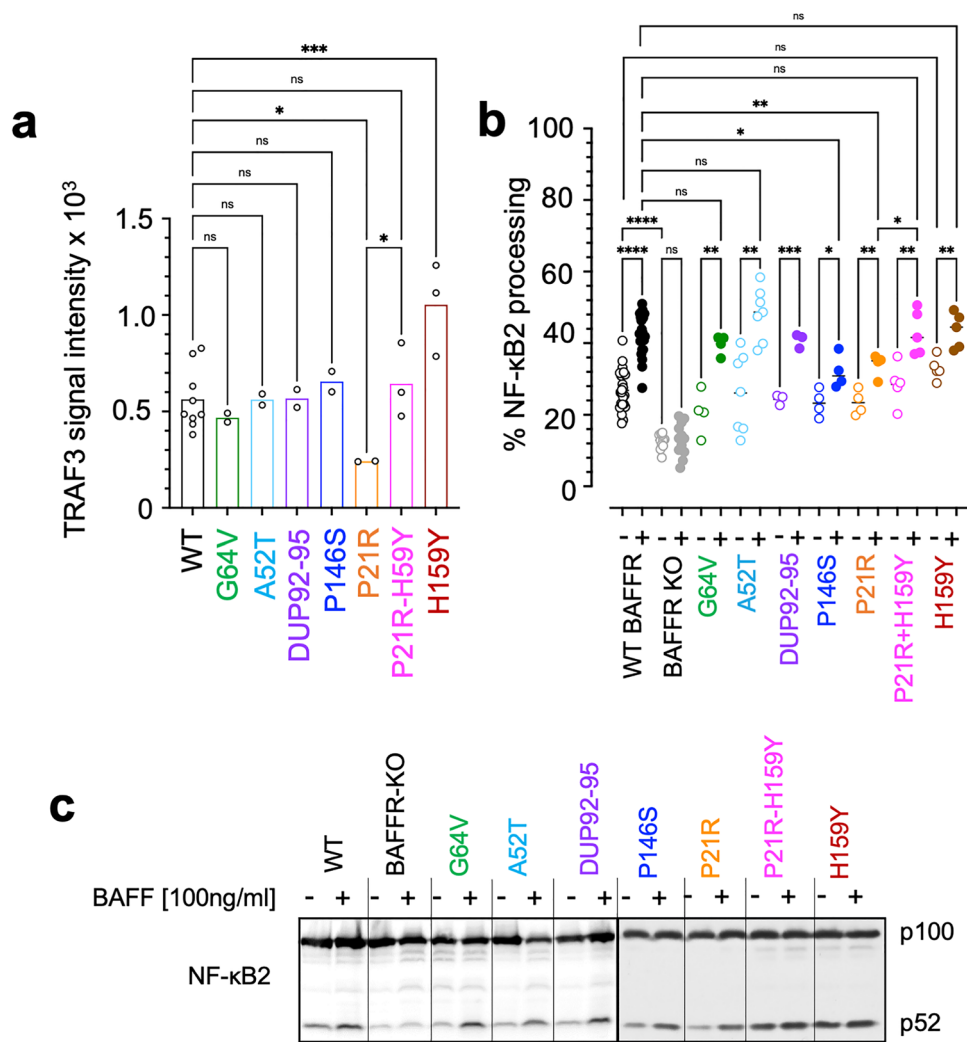 a
TRAF3 signal intensity x 10³
1.5
1.0
0.5
0
***
ns
*
ns
ns
ns
ns
*
WT
G64V
A52T
DUP92-95
P146S
P21R
P21R-H59Y
H159Y
b
% NF-κB2 processing
100
80
60
40
20
0
ns
ns
ns
**
*
ns
ns
*
****
**** ns ** ** *** * ** ** **
- + - + - + - + - + - + - + - + - +
WT BAFFR
BAFFR KO
G64V
A52T
DUP92-95
P146S
P21R
P21R+H159Y
H159Y
c
WT
BAFFR-KO
G64V
A52T
DUP92-95
P146S
P21R
P21R-H159Y
H159Y
BAFF [100ng/ml] - + - + - + - + - + - + - + - + - +
NF-κB2
p100
p52